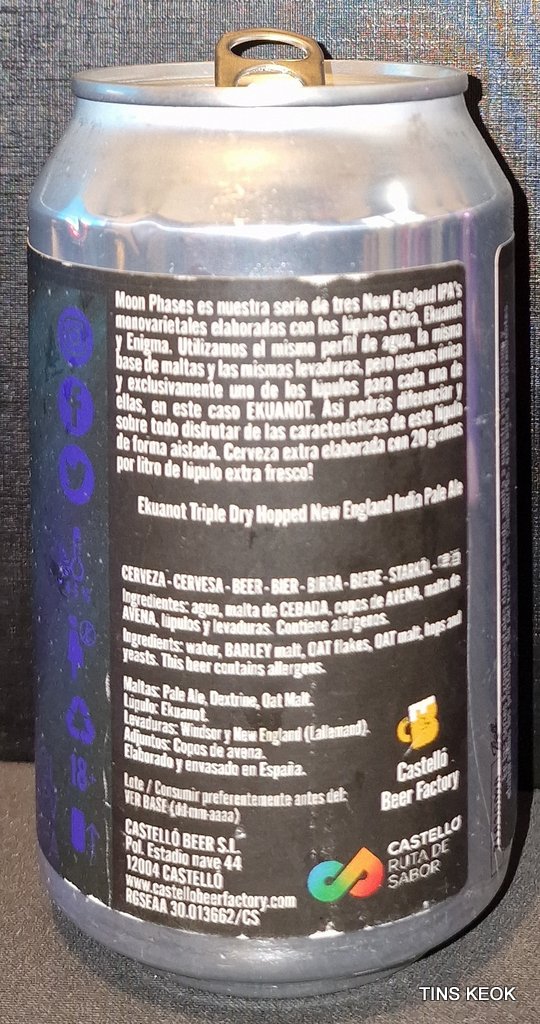 Moon Phases es nuestra serie de tres New England IPA's
monovarietales elaboradas con los lúpulos Citra, Ekuanot
y Enigma. Utilizamos el mismo perfil de agua, la misma
base de maltas y las mismas levaduras, pero usamos única
y exclusivamente uno de los lúpulos para cada una de
ellas, en este caso EKUANOT. Así podrás diferenciar y
sobre todo disfrutar de las características de este lúpulo
de forma aislada. Cerveza extra elaborada con 20 gramos
por litro de lúpulo extra fresco!
Ekuanot Triple Dry Hopped New England India Pale Ale
CERVEZA - CERVESA - BEER - BIER - BIRRA - BIÈRE - STARKÖL -
Ingredientes: agua, malta de CEBADA, copos de AVENA, malta de
AVENA, lúpulos y levaduras. Contiene alérgenos.
Ingredients: water, BARLEY malt, OAT flakes, OAT malt, hops and
yeasts. This beer contains allergens.
Maltas: Pale Ale, Dextrine, Oat Malt.
Lúpulo: Ekuanot.
Levaduras: Windsor y New England (Lallemand).
Adjuntos: Copos de avena.
Elaborado y envasado en España.
Castelló
Beer Factory
Lote / Consumir preferentemente antes del:
VER BASE (dd-mm-aaaa)
CASTELLÓ BEER S.L.
Pol. Estadio nave 44
12004 CASTELLÓ
www.castellobeerfactory.com
RGSEAA 30.013662/CS
CASTELLÓ
RUTA DE
SABOR
18
TINS KEOK